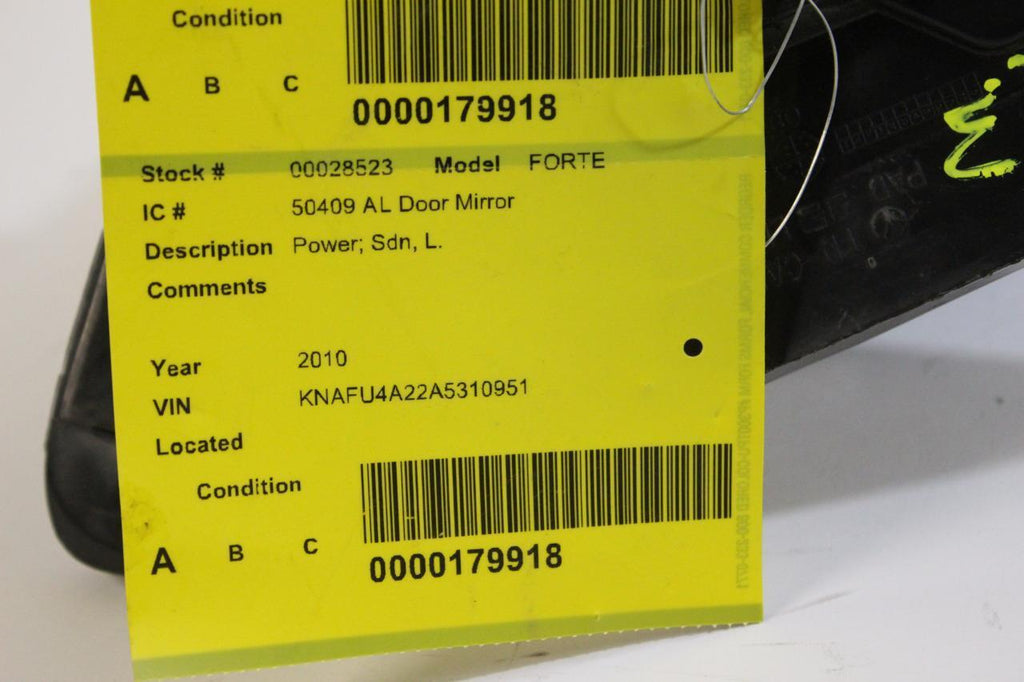 Condition
A B C
0000179918
Stock # 00028523 Model FORTE
IC # 50409 AL Door Mirror
Description Power; Sdn, L.
Comments
Year 2010
VIN KNAFU4A22A5310951
Located
Condition
A B C
0000179918